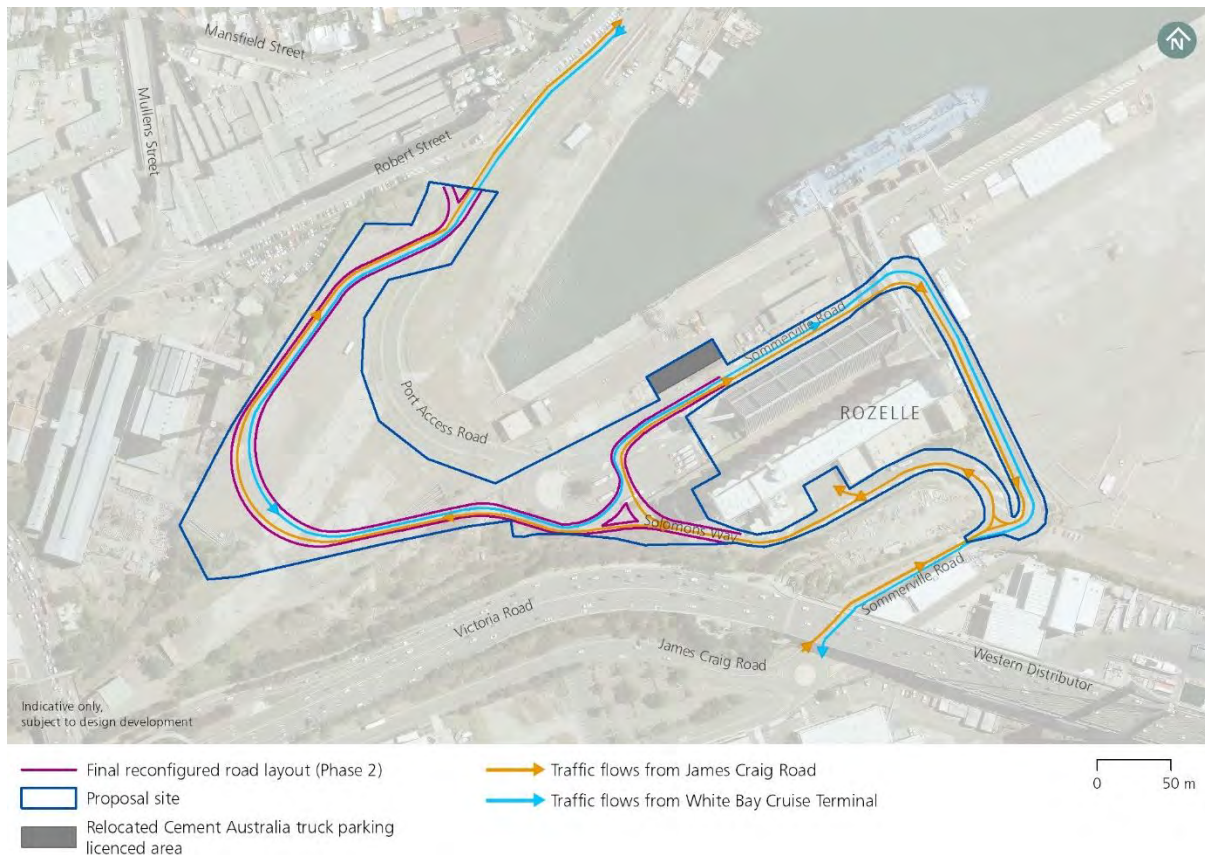 Mansfield Street
N
Mullens Street
Robert Street
Sommerville Road
Port Access Road
ROZELLE
Solomons Way
Sommerville Road
Victoria Road
James Craig Road
Western Distributor
Indicative only,
subject to design development
Final reconfigured road layout (Phase 2)
Proposal site
Relocated Cement Australia truck parking
licenced area
Traffic flows from James Craig Road
Traffic flows from White Bay Cruise Terminal
0 50 m